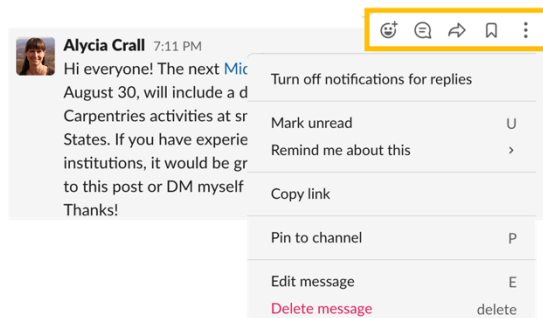 Alycia Crall 7:11 PM
Hi everyone! The next
August 30, will include a
Carpentries activities at
States. If you have
institutions, it would be
to this post or DM myself
Thanks!
Turn off notifications for replies
Mark unread U
Remind me about this >
Copy link
Pin to channel P
Edit message E
Delete message delete